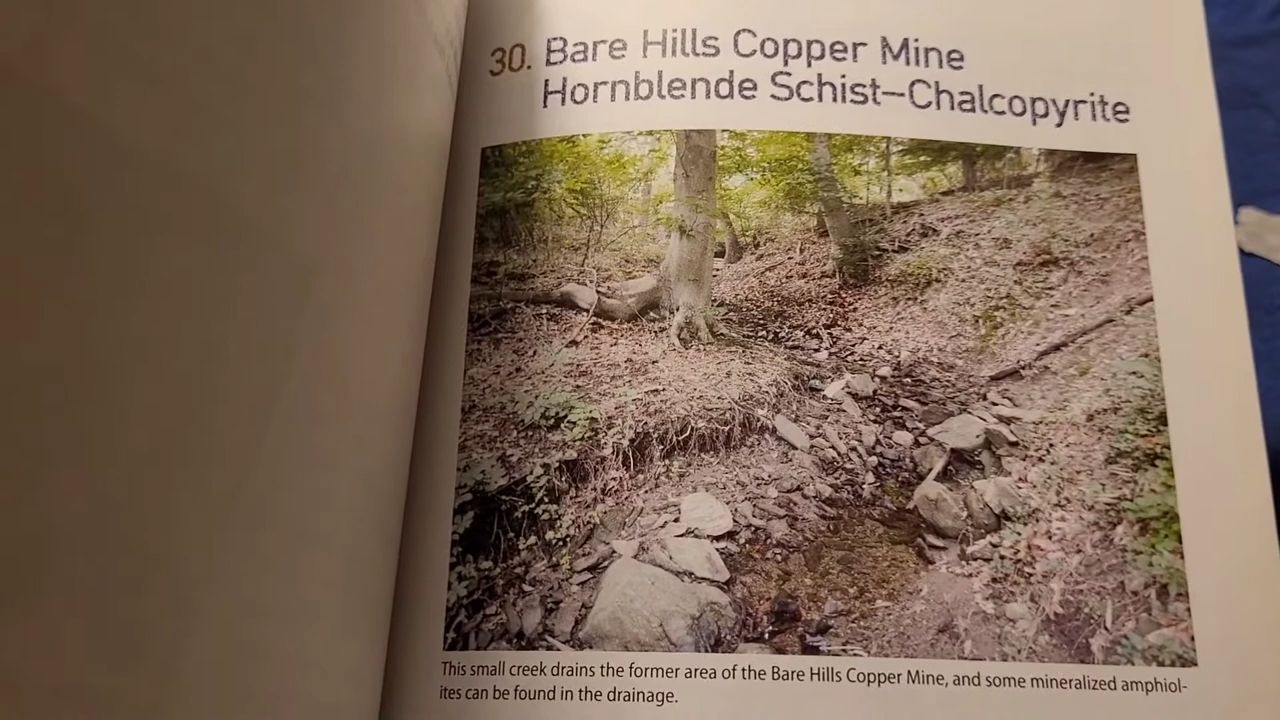 30. Bare Hills Copper Mine
Hornblende Schist–Chalcopyrite
This small creek drains the former area of the Bare Hills Copper Mine, and some mineralized amphiol-
ites can be found in the drainage.